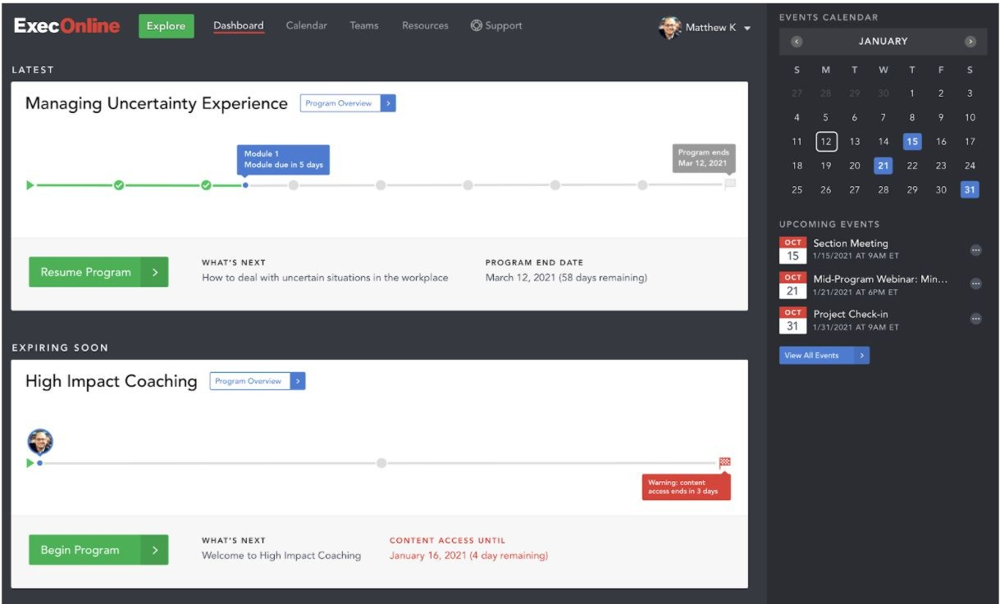 ExecOnline
Explore
Dashboard
Calendar
Teams
Resources
Support
Matthew K
LATEST
Managing Uncertainty Experience
Program Overview
Module 1
Module due in 5 days
Program ends
Mar 12, 2021
Resume Program
WHAT'S NEXT
How to deal with uncertain situations in the workplace
PROGRAM END DATE
March 12, 2021 (58 days remaining)
EXPIRING SOON
High Impact Coaching
Program Overview
Warning: content
access ends in 3 days
Begin Program
WHAT'S NEXT
Welcome to High Impact Coaching
CONTENT ACCESS UNTIL
January 16, 2021 (4 day remaining)
EVENTS CALENDAR
JANUARY
S M T W T F S
27 28 29 30 1 2 3
4 5 6 7 8 9 10
11 12 13 14 15 16 17
18 19 20 21 22 23 24
25 26 27 28 29 30 31
UPCOMING EVENTS
OCT
15
Section Meeting
1/15/2021 AT 9AM ET
OCT
21
Mid-Program Webinar: Min...
1/21/2021 AT 6PM ET
OCT
31
Project Check-in
1/31/2021 AT 9AM ET
View All Events